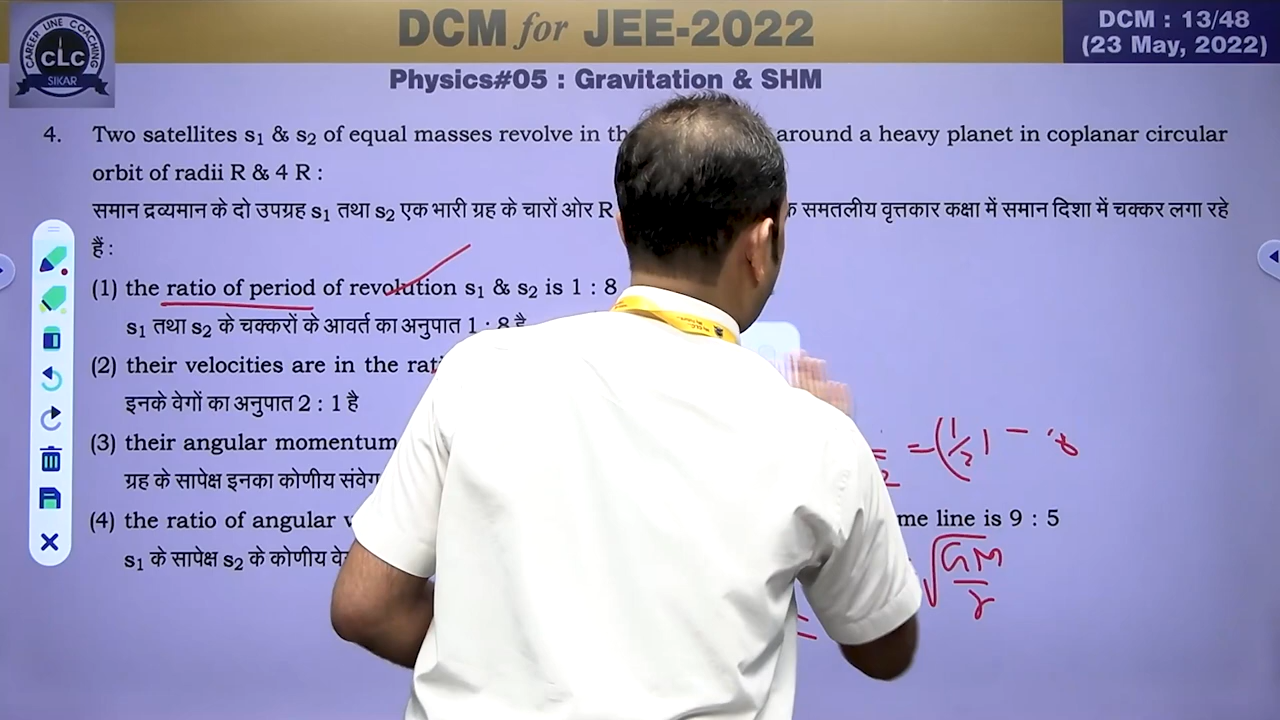 CAREER LINE COACHING
CLC
SIKAR
DCM for JEE-2022
DCM : 13/48
(23 May, 2022)
Physics#05 : Gravitation & SHM
4. Two satellites s₁ & s₂ of equal masses revolve in th around a heavy planet in coplanar circular
orbit of radii R & 4 R :
समान द्रव्यमान के दो उपग्रह s₁ तथा s₂ एक भारी ग्रह के चारों ओर R समतलीय वृत्तकार कक्षा में समान दिशा में चक्कर लगा रहे
हैं :
(1) the ratio of period of revolution s₁ & s₂ is 1 : 8
s₁ तथा s₂ के चक्करों के आवर्त का अनुपात 1 : 8 है
(2) their velocities are in the rati
इनके वेगों का अनुपात 2 : 1 है
(3) their angular momentum
ग्रह के सापेक्ष इनका कोणीय संवेग
(4) the ratio of angular me line is 9 : 5
s₁ के सापेक्ष s₂ के कोणीय वे
√GM/r